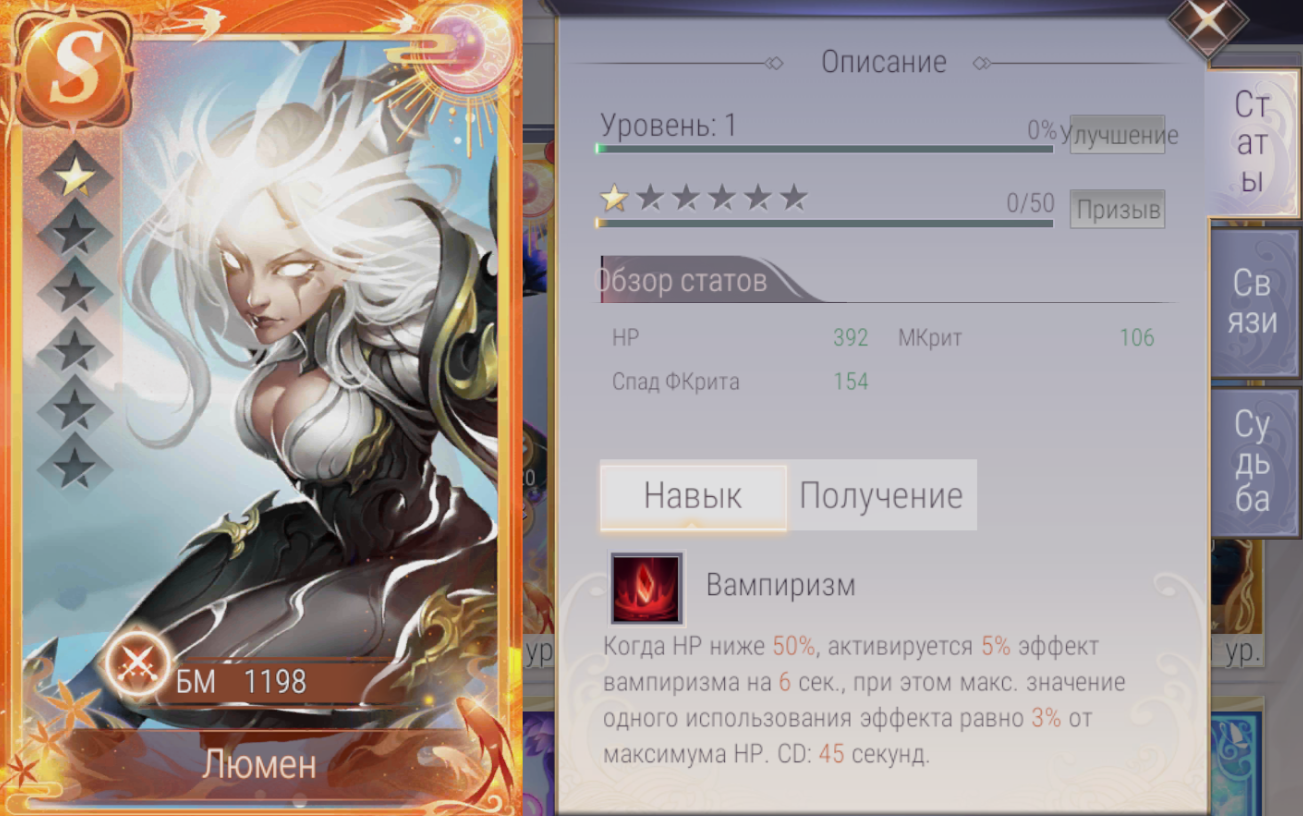 S
БМ 1198
Люмен
Описание
Уровень: 1
0%
Улучшение
0/50
Призыв
Обзор статов
HP 392 МКрит 106
Спад ФКрита 154
Навык
Получение
Вампиризм
Когда HP ниже 50%, активируется 5% эффект
вампиризма на 6 сек., при этом макс. значение
одного использования эффекта равно 3% от
максимума HP. CD: 45 секунд.
Ст
ат
ы
Св
язи
Су
дь
ба
ур
ур.